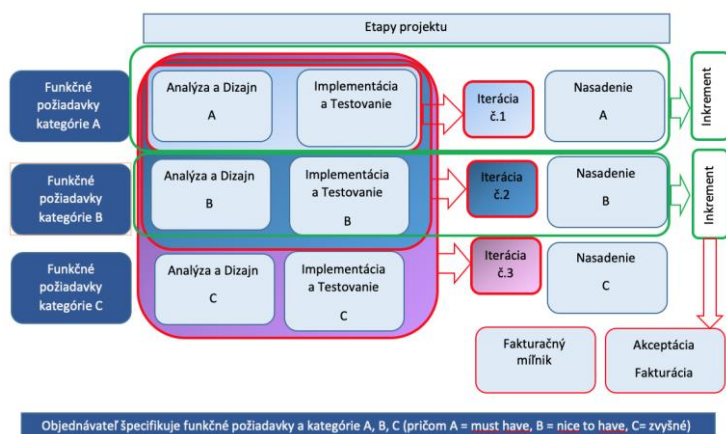 Etapy projektu
Funkčné
požiadavky
kategórie A
Analýza a Dizajn
A
Implementácia
a Testovanie
Iterácia
č.1
Nasadenie
A
Inkrement
Funkčné
požiadavky
kategórie B
Analýza a Dizajn
B
Implementácia
a Testovanie
B
Iterácia
č.2
Nasadenie
B
Inkrement
Funkčné
požiadavky
kategórie C
Analýza a Dizajn
C
Implementácia
a Testovanie
C
Iterácia
č.3
Nasadenie
C
Fakturačný
míľnik
Akceptácia
Fakturácia
Objednávateľ špecifikuje funkčné požiadavky a kategórie A, B, C (pričom A = must have, B = nice to have, C= zvyšné)